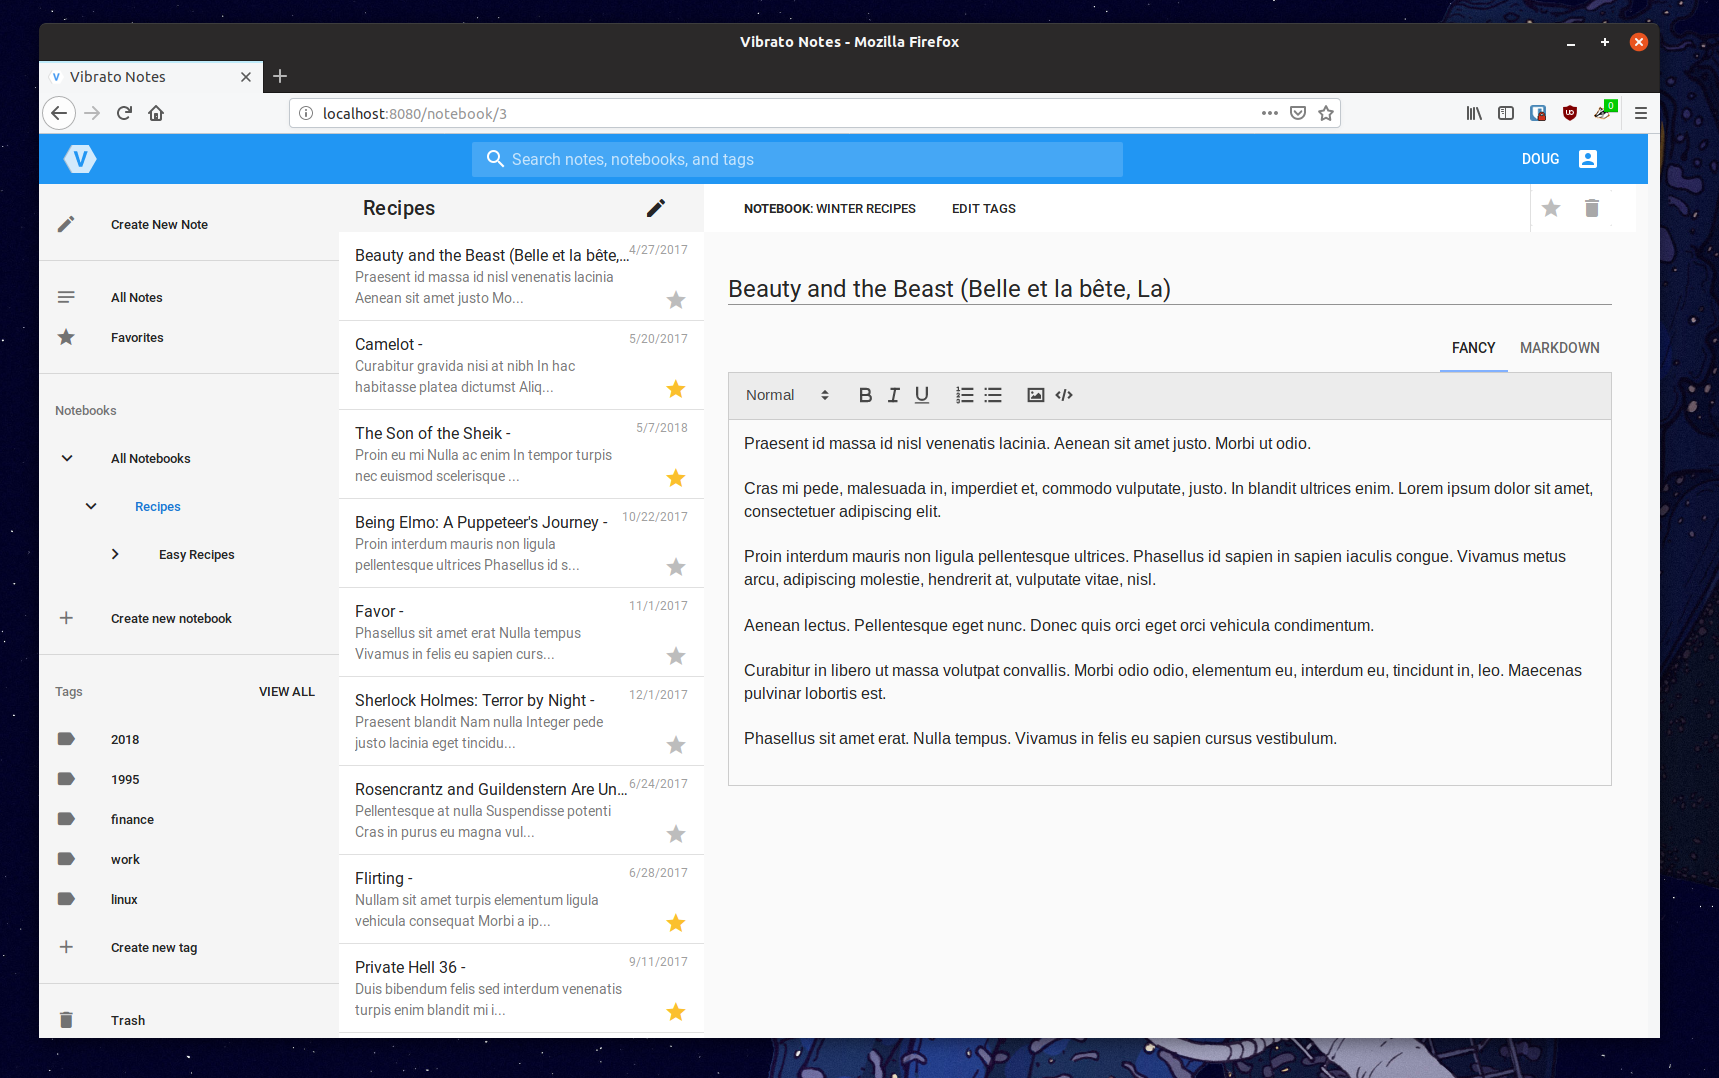 Vibrato Notes - Mozilla Firefox
V Vibrato Notes
localhost:8080/notebook/3
0
V
Search notes, notebooks, and tags
DOUG
Create New Note
All Notes
Favorites
Notebooks
All Notebooks
Recipes
Easy Recipes
Create new notebook
Tags VIEW ALL
2018
1995
finance
work
linux
Create new tag
Trash
Recipes
Beauty and the Beast (Belle et la bête,... 4/27/2017
Praesent id massa id nisl venenatis lacinia
Aenean sit amet justo Mo...
Camelot - 5/20/2017
Curabitur gravida nisi at nibh In hac
habitasse platea dictumst Aliq...
The Son of the Sheik - 5/7/2018
Proin eu mi Nulla ac enim In tempor turpis
nec euismod scelerisque ...
Being Elmo: A Puppeteer's Journey - 10/22/2017
Proin interdum mauris non ligula
pellentesque ultrices Phasellus id s...
Favor - 11/1/2017
Phasellus sit amet erat Nulla tempus
Vivamus in felis eu sapien curs...
Sherlock Holmes: Terror by Night - 12/1/2017
Praesent blandit Nam nulla Integer pede
justo lacinia eget tincidu...
Rosencrantz and Guildenstern Are Un... 6/24/2017
Pellentesque at nulla Suspendisse potenti
Cras in purus eu magna vul...
Flirting - 6/28/2017
Nullam sit amet turpis elementum ligula
vehicula consequat Morbi a ip...
Private Hell 36 - 9/11/2017
Duis bibendum felis sed interdum venenatis
turpis enim blandit mi i...
NOTEBOOK: WINTER RECIPES EDIT TAGS
Beauty and the Beast (Belle et la bête, La)
FANCY MARKDOWN
Normal B I U
Praesent id massa id nisl venenatis lacinia. Aenean sit amet justo. Morbi ut odio.
Cras mi pede, malesuada in, imperdiet et, commodo vulputate, justo. In blandit ultrices enim. Lorem ipsum dolor sit amet,
consectetuer adipiscing elit.
Proin interdum mauris non ligula pellentesque ultrices. Phasellus id sapien in sapien iaculis congue. Vivamus metus
arcu, adipiscing molestie, hendrerit at, vulputate vitae, nisl.
Aenean lectus. Pellentesque eget nunc. Donec quis orci eget orci vehicula condimentum.
Curabitur in libero ut massa volutpat convallis. Morbi odio odio, elementum eu, interdum eu, tincidunt in, leo. Maecenas
pulvinar lobortis est.
Phasellus sit amet erat. Nulla tempus. Vivamus in felis eu sapien cursus vestibulum.